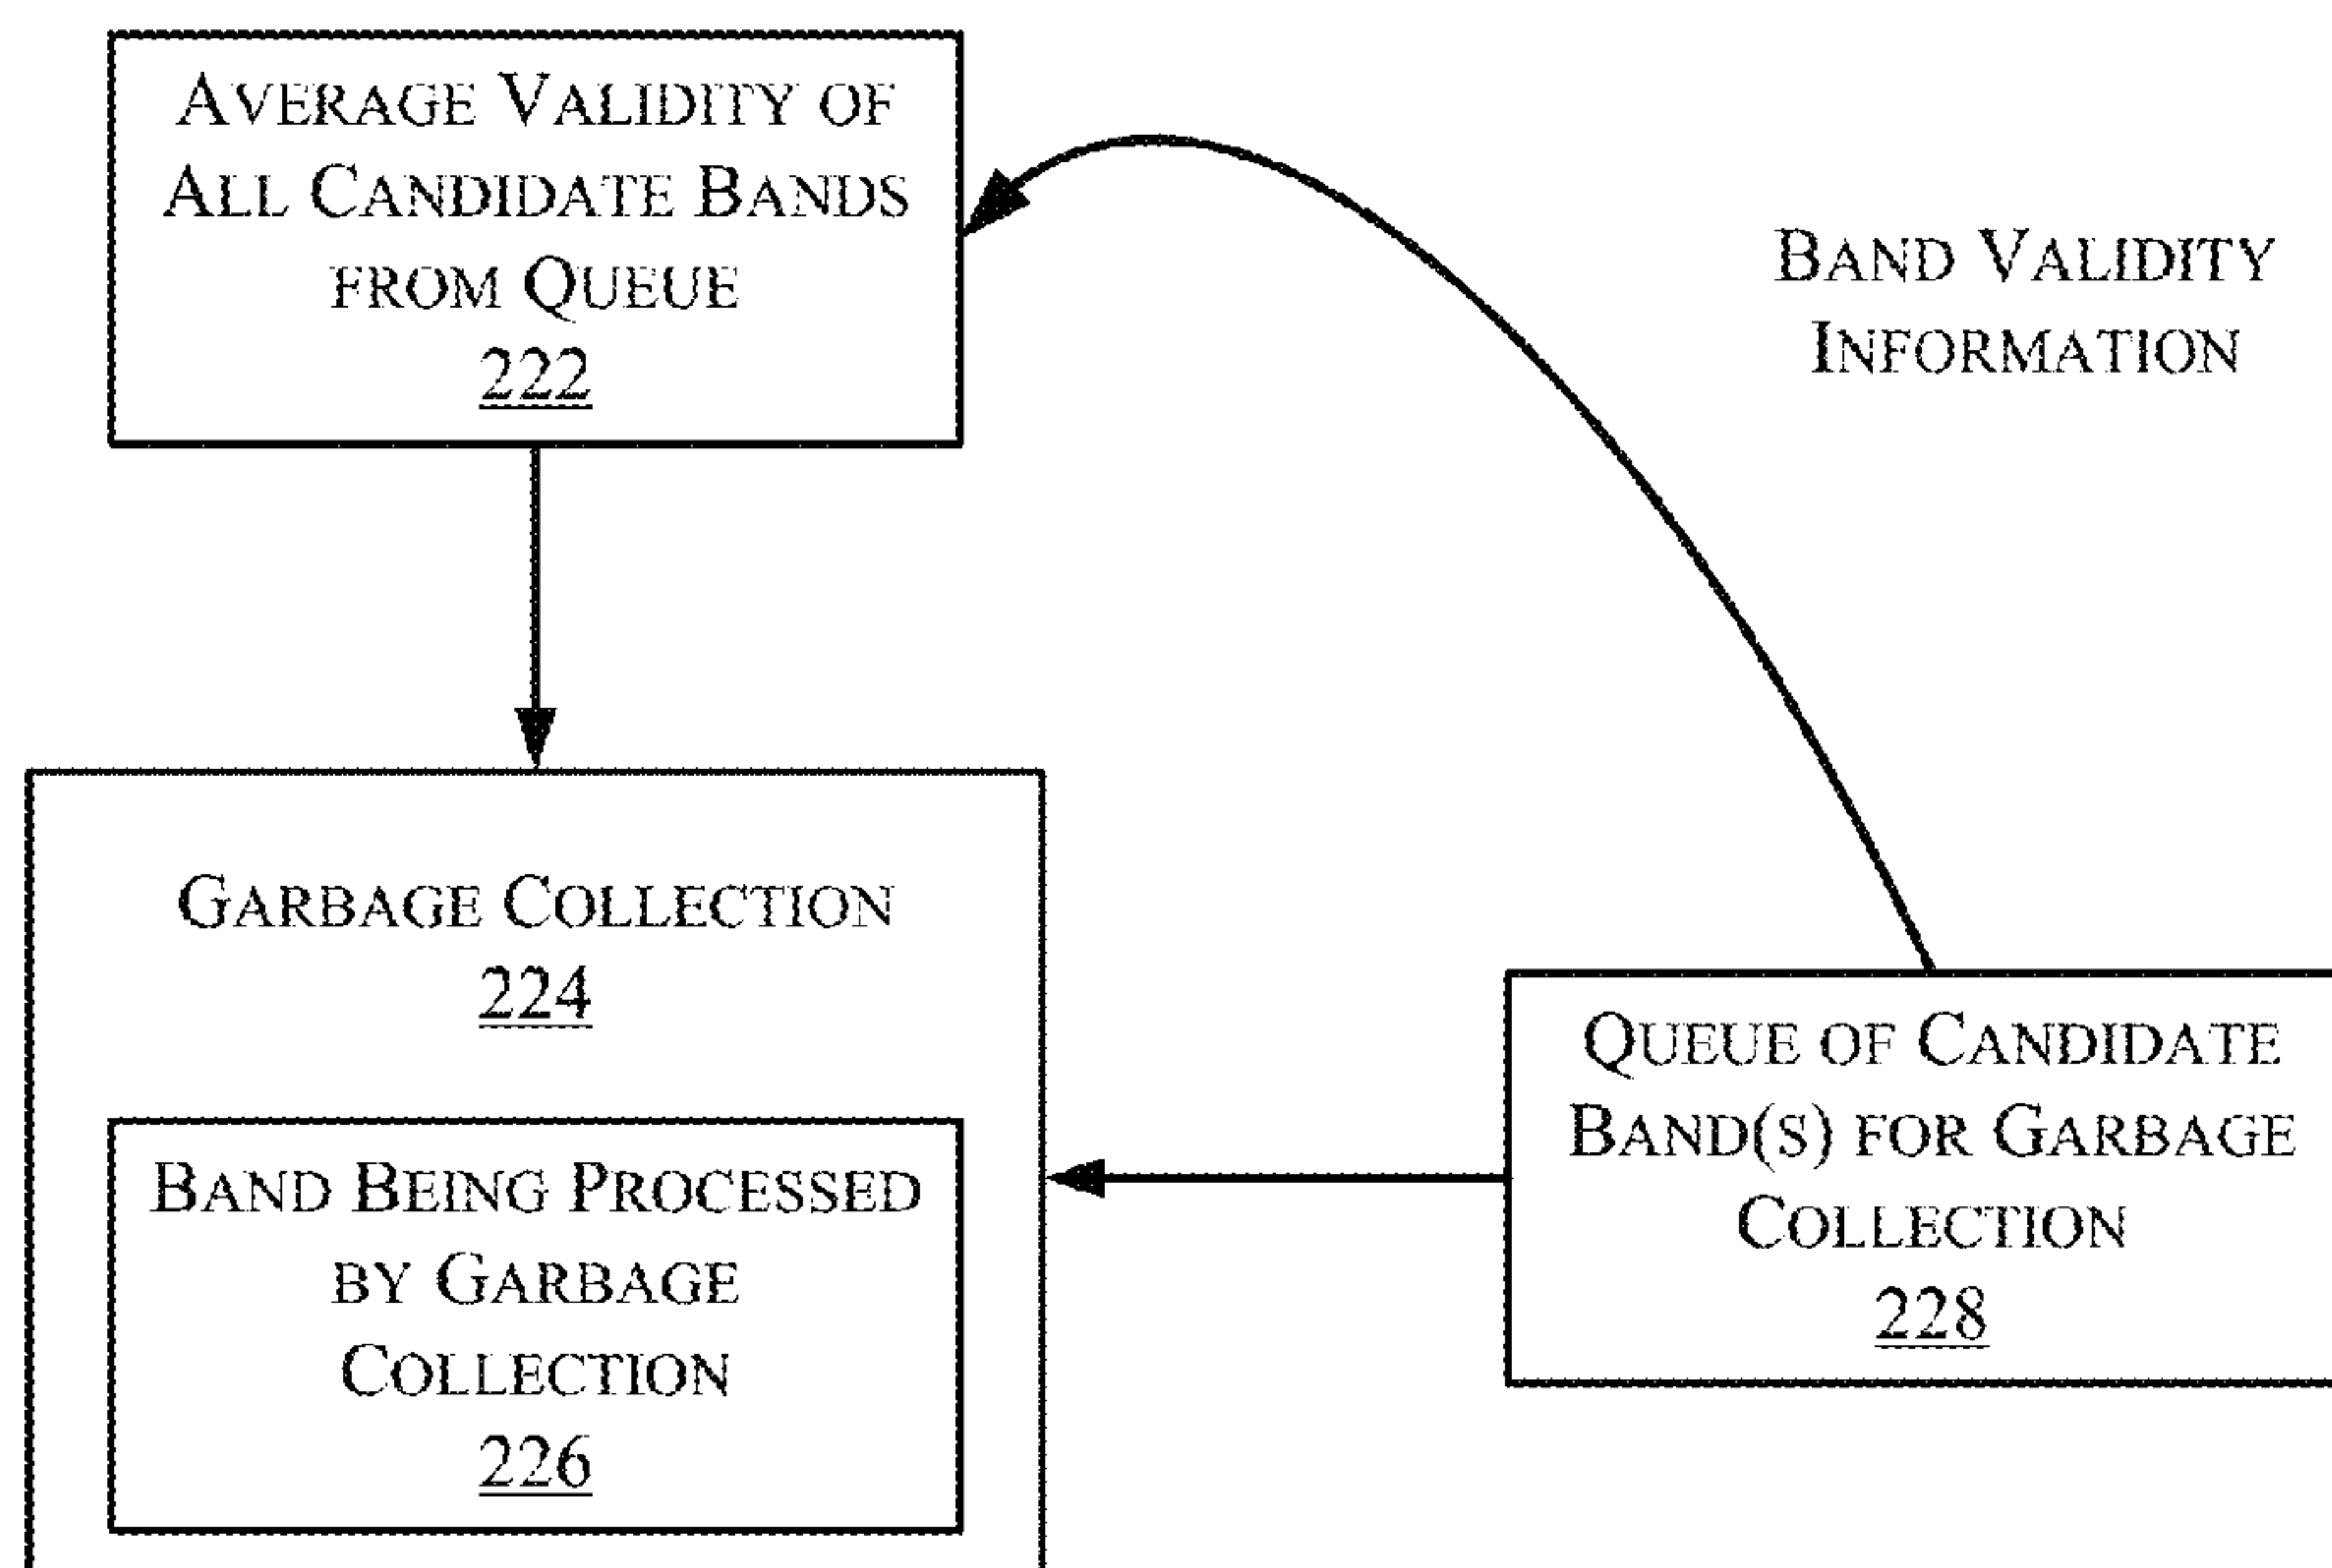 AVERAGE VALIDITY OF
ALL CANDIDATE BANDS
FROM QUEUE
222
BAND VALIDITY
INFORMATION
GARBAGE COLLECTION
224
BAND BEING PROCESSED
BY GARBAGE
COLLECTION
226
QUEUE OF CANDIDATE
BAND(S) FOR GARBAGE
COLLECTION
228